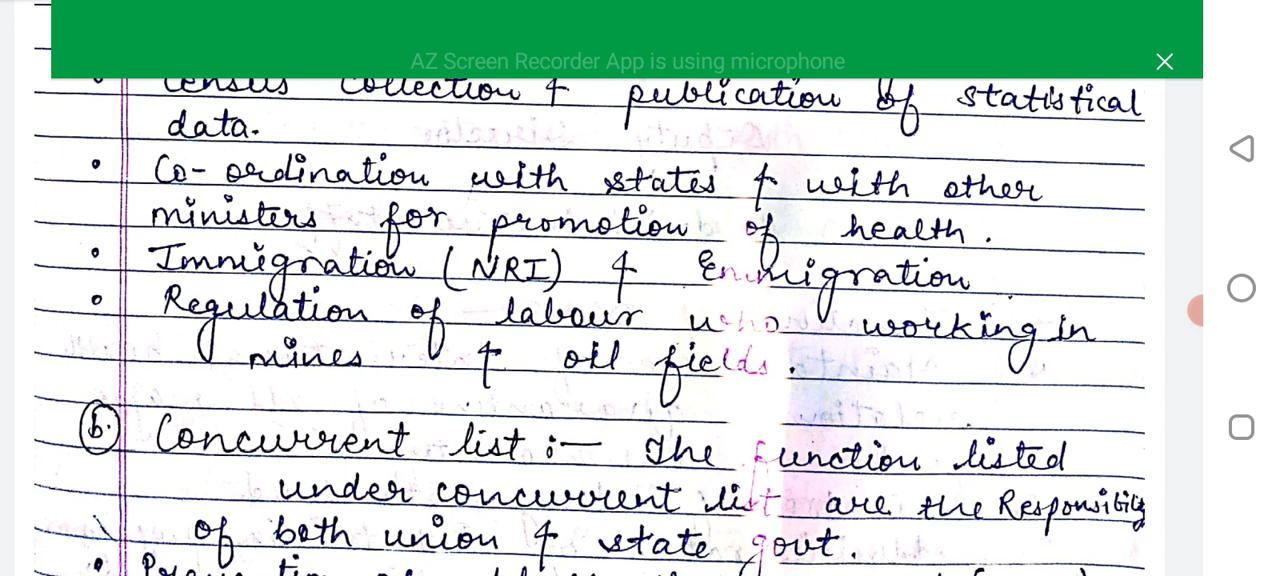 AZ Screen Recorder App is using microphone
Census Collection & publication of statistical
data.
• Co-ordination with states & with other
ministers for promotion of health.
• Immigration (NRI) & Emmigration
• Regulation of labour who working in
mines & oil fields.
(b.) Concurrent list :— The function listed
under concurrent list are the Responsibility
of both union & state govt.